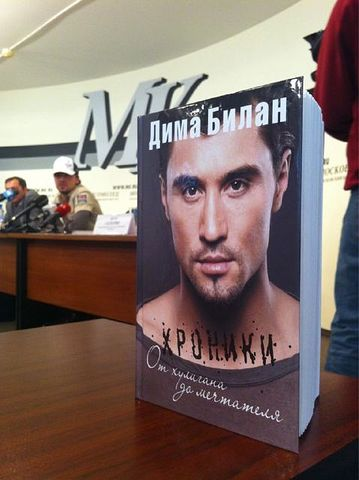 МК
Дима Билан
ХРОНИКИ
От хулигана
до мечтателя